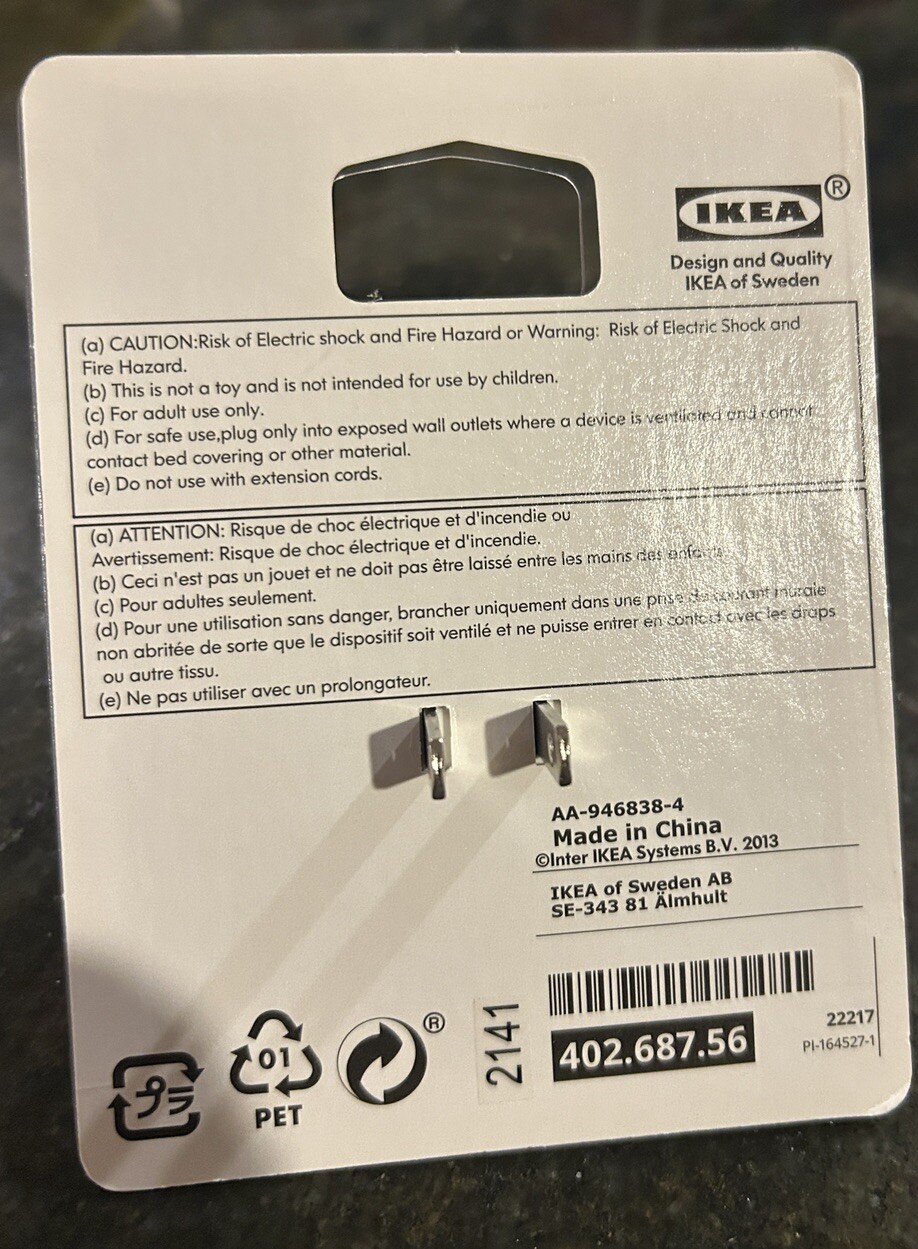 IKEA ®
Design and Quality
IKEA of Sweden
(a) CAUTION:Risk of Electric shock and Fire Hazard or Warning: Risk of Electric Shock and
Fire Hazard.
(b) This is not a toy and is not intended for use by children.
(c) For adult use only.
(d) For safe use,plug only into exposed wall outlets where a device is ventilated and cannot
contact bed covering or other material.
(e) Do not use with extension cords.
(a) ATTENTION: Risque de choc électrique et d'incendie ou
Avertissement: Risque de choc électrique et d'incendie.
(b) Ceci n'est pas un jouet et ne doit pas être laissé entre les mains des enfants
(c) Pour adultes seulement.
(d) Pour une utilisation sans danger, brancher uniquement dans une prise de courant murale
non abritée de sorte que le dispositif soit ventilé et ne puisse entrer en contact avec les draps
ou autre tissu.
(e) Ne pas utiliser avec un prolongateur.
AA-946838-4
Made in China
©Inter IKEA Systems B.V. 2013
IKEA of Sweden AB
SE-343 81 Älmhult
402.687.56
22217
PI-164527-1
2141
®
01
PET
プラ